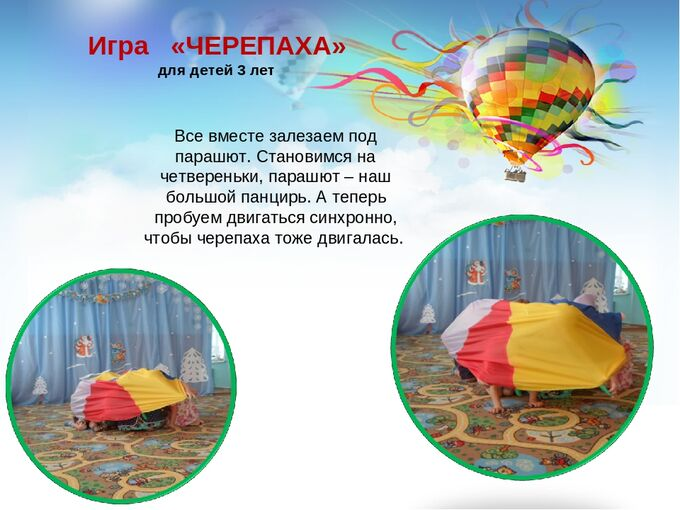 Игра «ЧЕРЕПАХА»
для детей 3 лет
Все вместе залезаем под
парашют. Становимся на
четвереньки, парашют – наш
большой панцирь. А теперь
пробуем двигаться синхронно,
чтобы черепаха тоже двигалась.